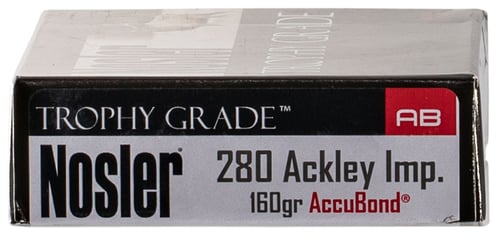 TROPHY GRADE™ AB
Nosler® 280 Ackley Imp.
160gr AccuBond®